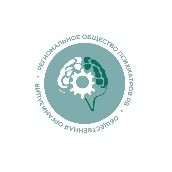 РЕГИОНАЛЬНОЕ ОБЩЕСТВО ПСИХИАТРОВ РБ
ОБЩЕСТВЕННАЯ ОРГАНИЗАЦИЯ